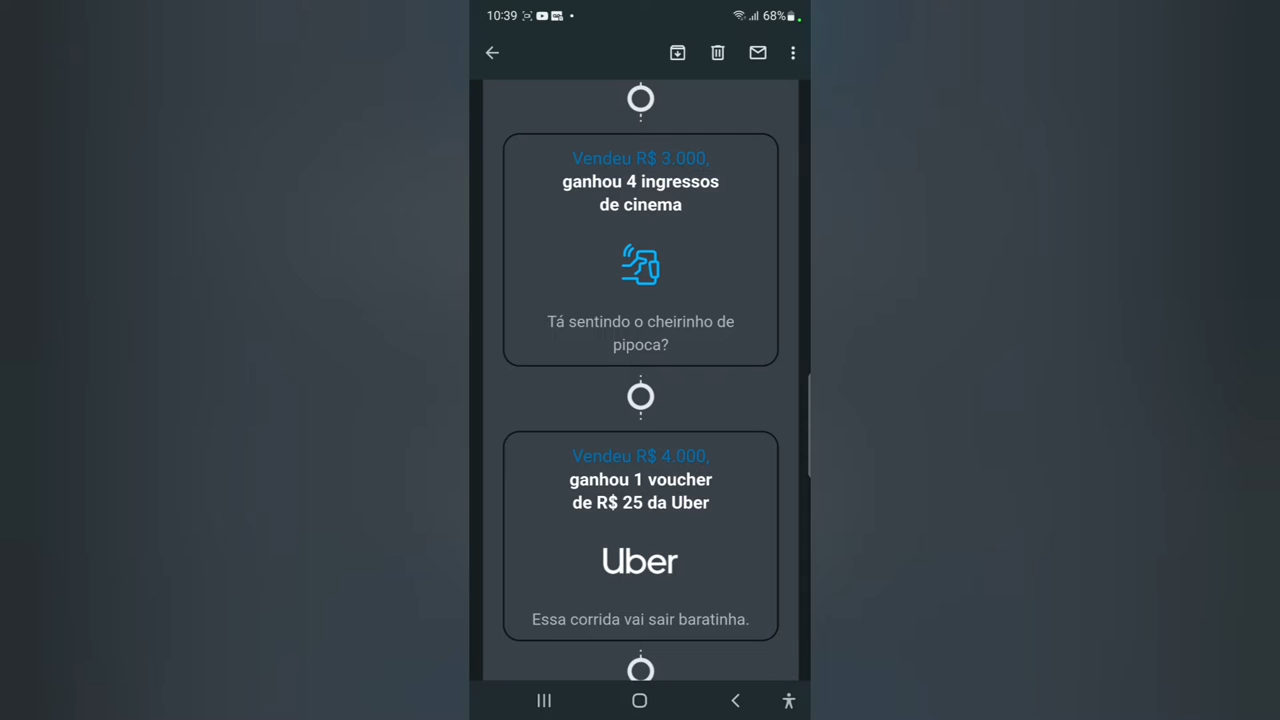 10:39
68%
Vendeu R$ 3.000,
ganhou 4 ingressos
de cinema
Tá sentindo o cheirinho de
pipoca?
Vendeu R$ 4.000,
ganhou 1 voucher
de R$ 25 da Uber
Uber
Essa corrida vai sair baratinha.